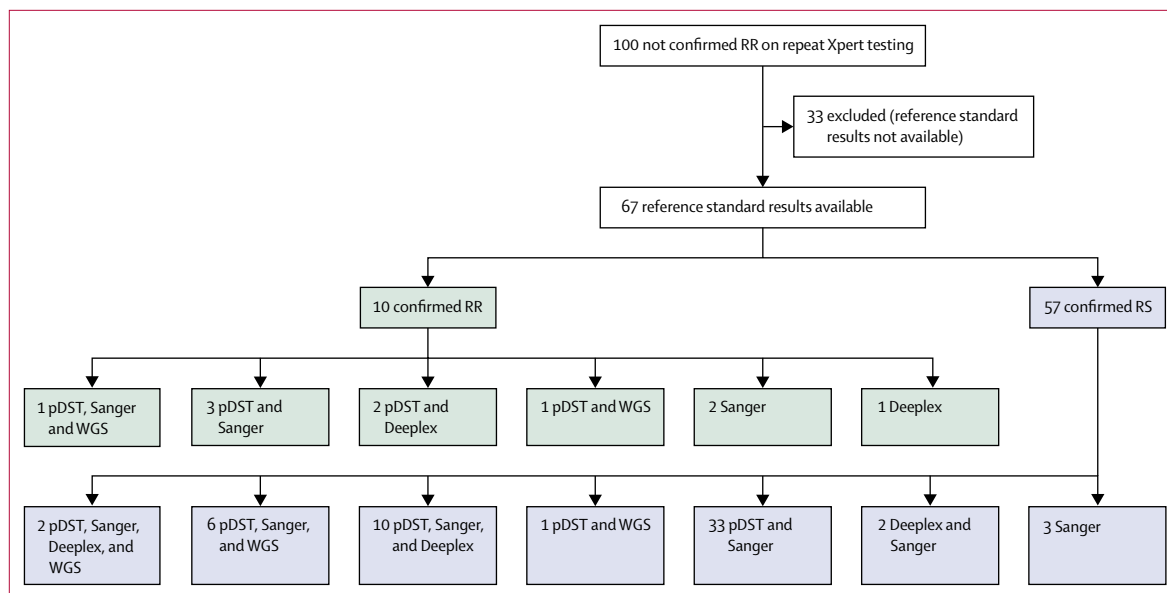 100 not confirmed RR on repeat Xpert testing
33 excluded (reference standard
results not available)
67 reference standard results available
10 confirmed RR
57 confirmed RS
1 pDST, Sanger
and WGS
3 pDST and
Sanger
2 pDST and
Deeplex
1 pDST and WGS
2 Sanger
1 Deeplex
2 pDST, Sanger,
Deeplex, and
WGS
6 pDST, Sanger,
and WGS
10 pDST, Sanger,
and Deeplex
1 pDST and WGS
33 pDST and
Sanger
2 Deeplex and
Sanger
3 Sanger